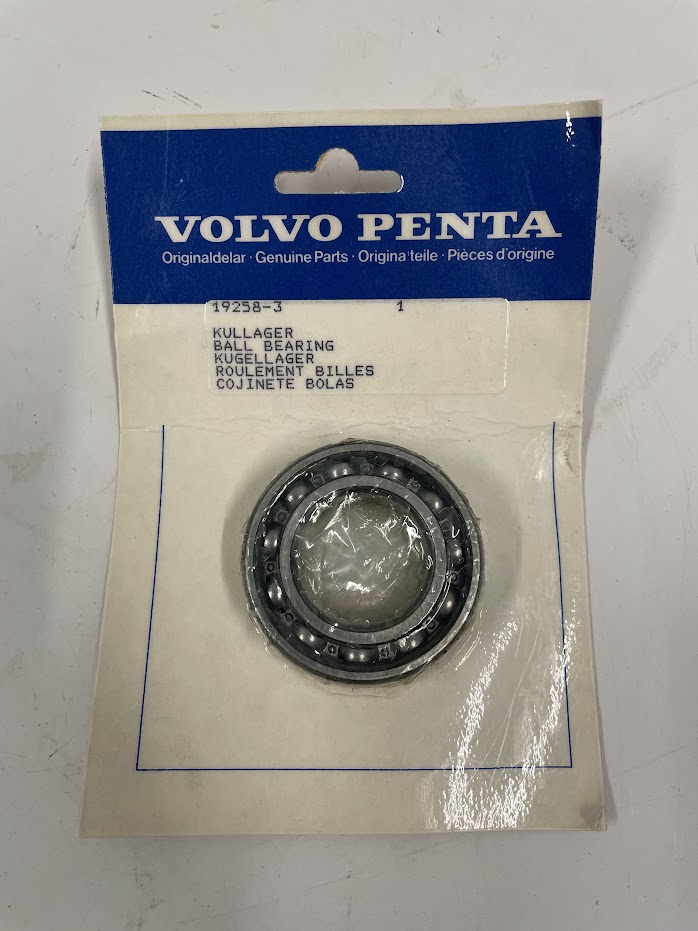 VOLVO PENTA
Originaldelar · Genuine Parts · Originalteile · Pièces d'origine
19258-3 1
KULLAGER
BALL BEARING
KUGELLAGER
ROULEMENT BILLES
COJINETE BOLAS